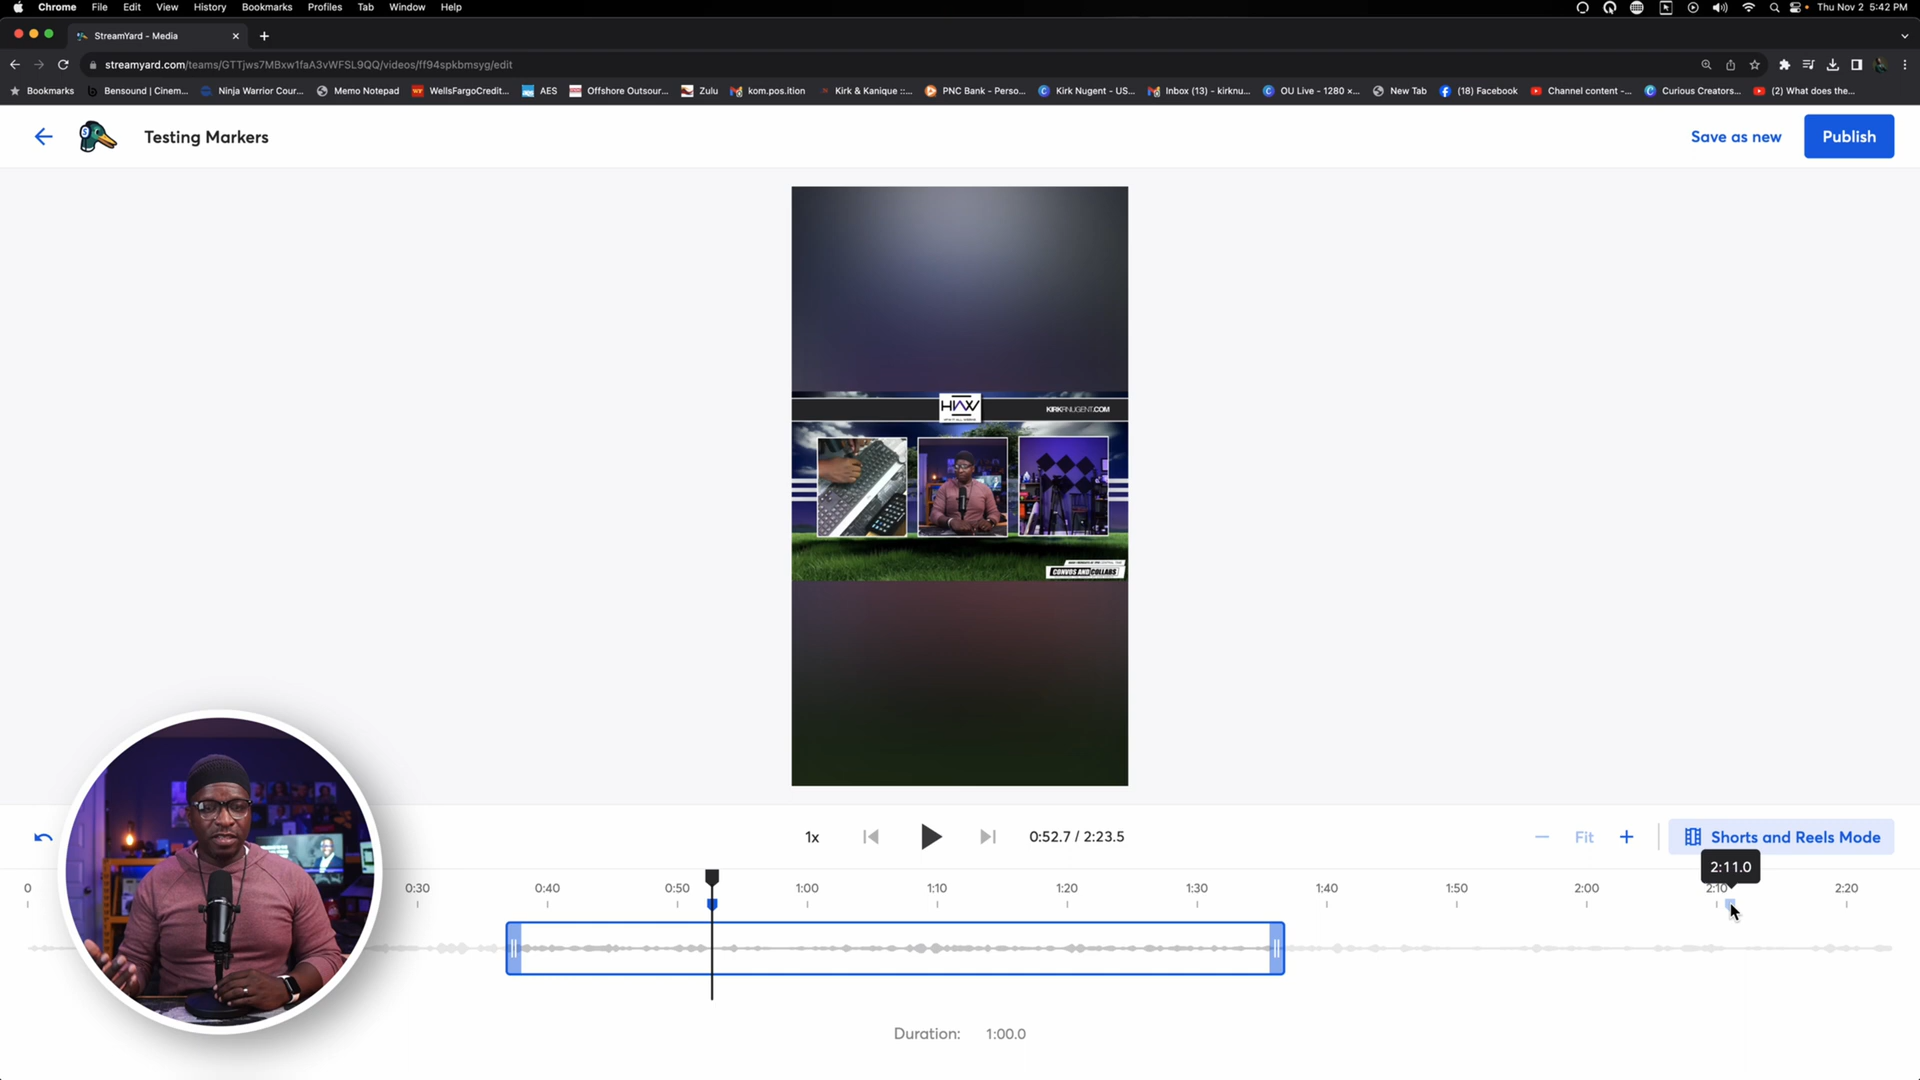 Chrome File Edit View History Bookmarks Profiles Tab Window Help
Thu Nov 2 5:42 PM
StreamYard - Media
streamyard.com/teams/GTTjws7MBxw1faA3vWFSL9QQ/videos/ff94spkbmsyg/edit
Bookmarks Bensound | Cinem... Ninja Warrior Cour... Memo Notepad WellsFargoCredit... AES Offshore Outsour... Zulu kom.pos.ition Kirk & Kanique ::... PNC Bank - Perso... Kirk Nugent - US... Inbox (13) - kirknu... OU Live - 1280 ×... New Tab (18) Facebook Channel content -... Curious Creators... (2) What does the...
Testing Markers
Save as new
Publish
HIAW
KIRKRNUGENT.COM
CONVOS AND COLLABS
1x
0:52.7 / 2:23.5
Fit
Shorts and Reels Mode
2:11.0
0 0:30 0:40 0:50 1:00 1:10 1:20 1:30 1:40 1:50 2:00 2:10 2:20
Duration: 1:00.0